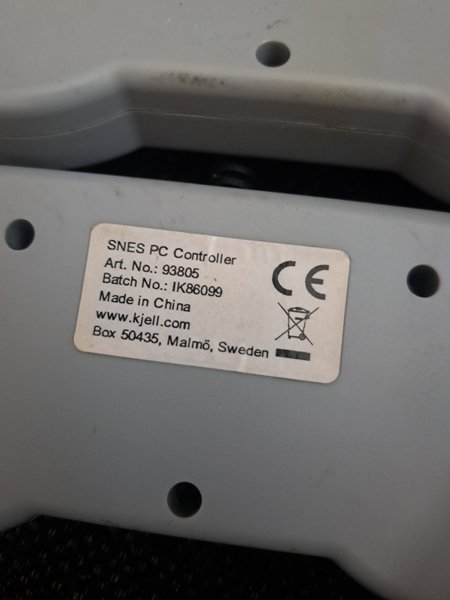 SNES PC Controller
Art. No.: 93805
Batch No.: IK86099
Made in China
www.kjell.com
Box 50435, Malmö, Sweden
CE